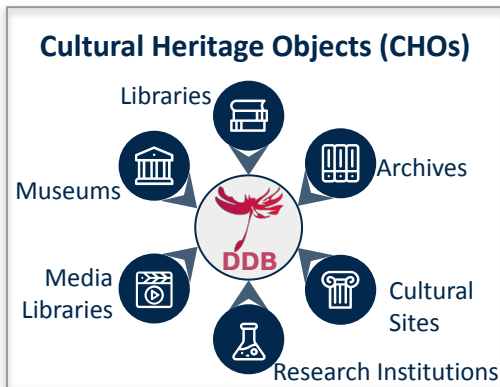 Cultural Heritage Objects (CHOs)
Libraries
Museums
Archives
DDB
Media
Libraries
Cultural
Sites
Research Institutions